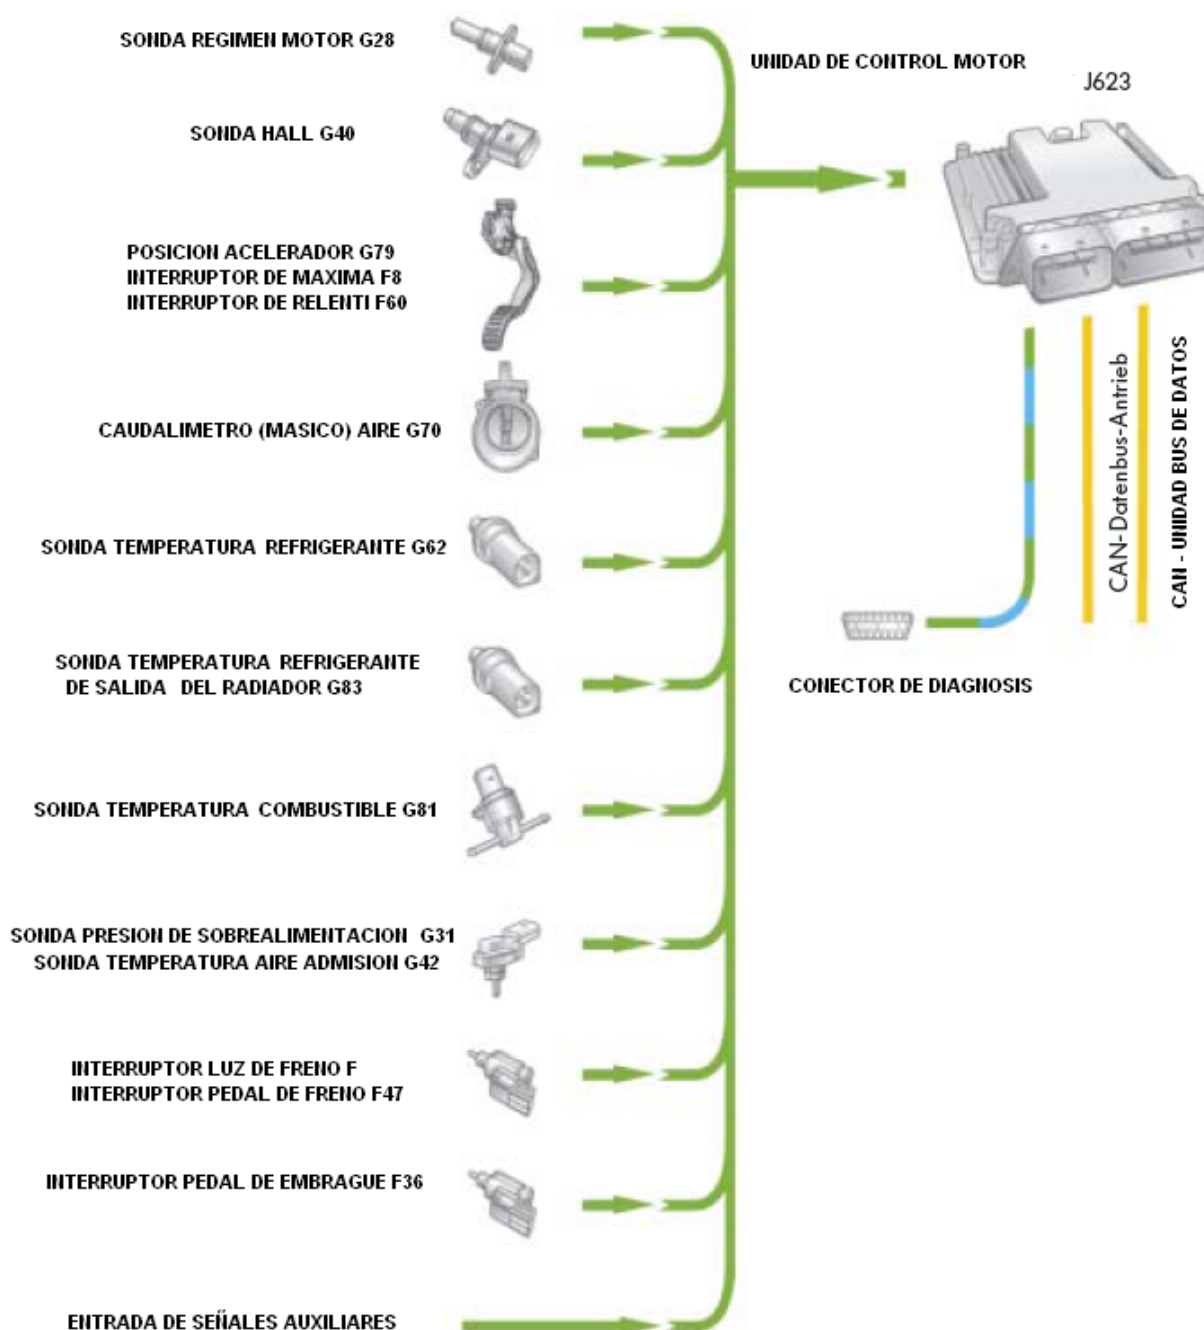 SONDA REGIMEN MOTOR G28
UNIDAD DE CONTROL MOTOR
J623
SONDA HALL G40
POSICION ACELERADOR G79
INTERRUPTOR DE MAXIMA F8
INTERRUPTOR DE RELENTI F60
CAUDALIMETRO (MASICO) AIRE G70
SONDA TEMPERATURA REFRIGERANTE G62
CAN-Datenbus-Antrieb
CAN - UNIDAD BUS DE DATOS
SONDA TEMPERATURA REFRIGERANTE
DE SALIDA DEL RADIADOR G83
CONECTOR DE DIAGNOSIS
SONDA TEMPERATURA COMBUSTIBLE G81
SONDA PRESION DE SOBREALIMENTACION G31
SONDA TEMPERATURA AIRE ADMISION G42
INTERRUPTOR LUZ DE FRENO F
INTERRUPTOR PEDAL DE FRENO F47
INTERRUPTOR PEDAL DE EMBRAGUE F36
ENTRADA DE SEÑALES AUXILIARES